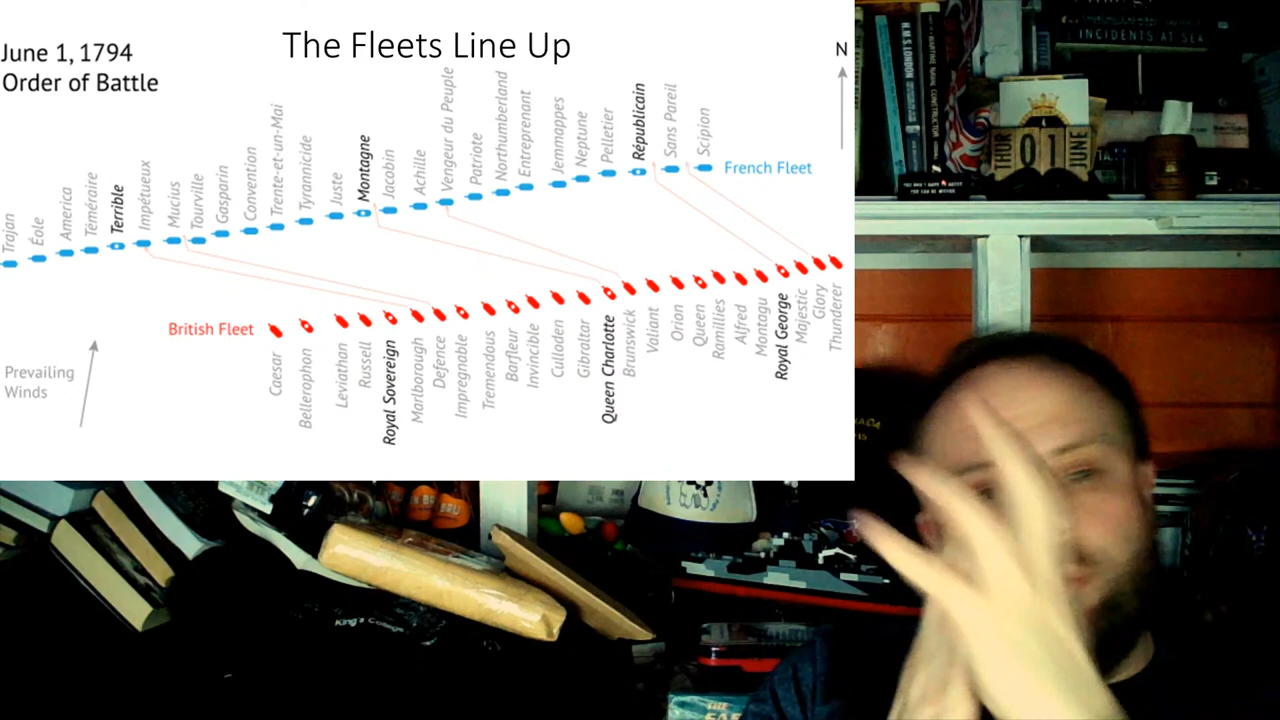 June 1, 1794
Order of Battle
The Fleets Line Up
N
Trajan
Éole
America
Téméraire
Terrible
Impétueux
Mucius
Tourville
Gasparin
Convention
Trente-et-un-Mai
Tyrannicide
Juste
Montagne
Jacobin
Achille
Vengeur du Peuple
Patriote
Northumberland
Entreprenant
Jemmappes
Neptune
Pelletier
Républicain
Sans Pareil
Scipion
French Fleet
British Fleet
Caesar
Bellerophon
Leviathan
Russell
Royal Sovereign
Marlborough
Defence
Impregnable
Tremendous
Barfleur
Invincible
Culloden
Gibraltar
Queen Charlotte
Brunswick
Valiant
Orion
Queen
Ramillies
Alfred
Montagu
Royal George
Majestic
Glory
Thunderer
Prevailing
Winds
H.M.S LONDON
INCIDENTS AT SEA
THUR
01
JUNE
King's College
THE